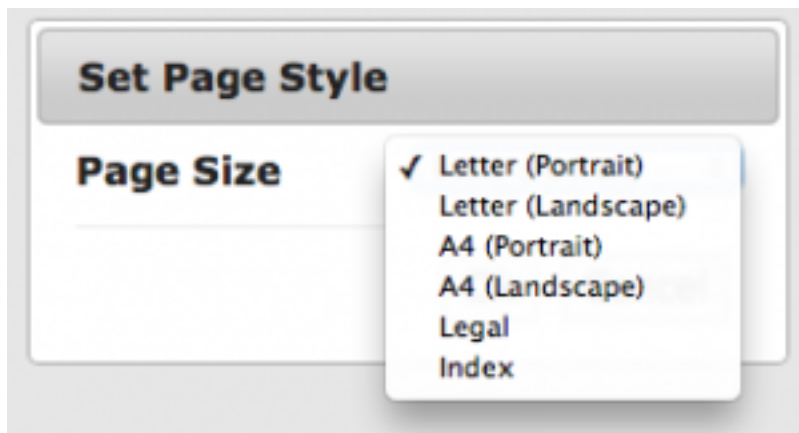 Set Page Style
Page Size
✓ Letter (Portrait)
Letter (Landscape)
A4 (Portrait)
A4 (Landscape)
Legal
Index